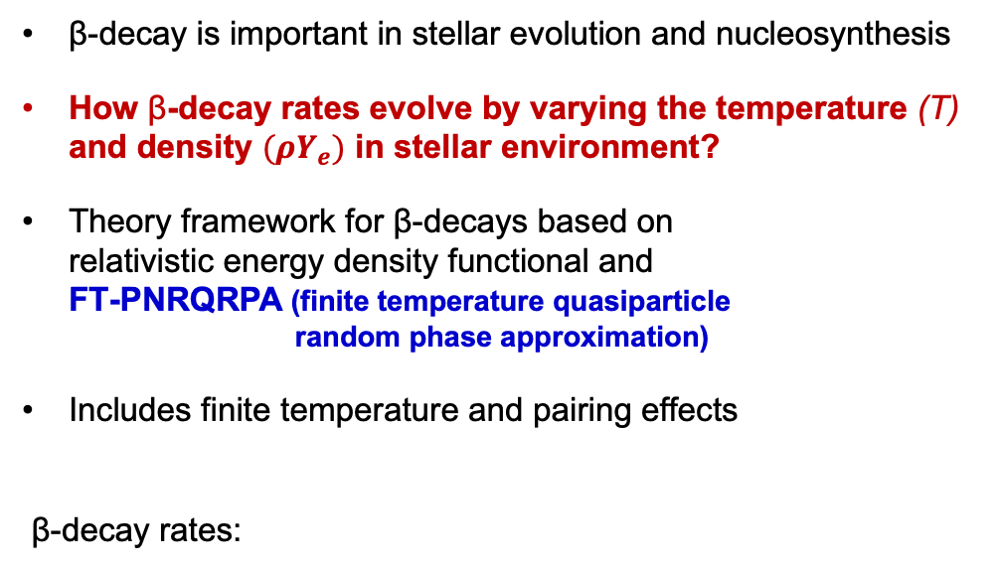 • β-decay is important in stellar evolution and nucleosynthesis
• How β-decay rates evolve by varying the temperature (T)
and density (ρYₑ) in stellar environment?
• Theory framework for β-decays based on
relativistic energy density functional and
FT-PNRQRPA (finite temperature quasiparticle
random phase approximation)
• Includes finite temperature and pairing effects
β-decay rates: